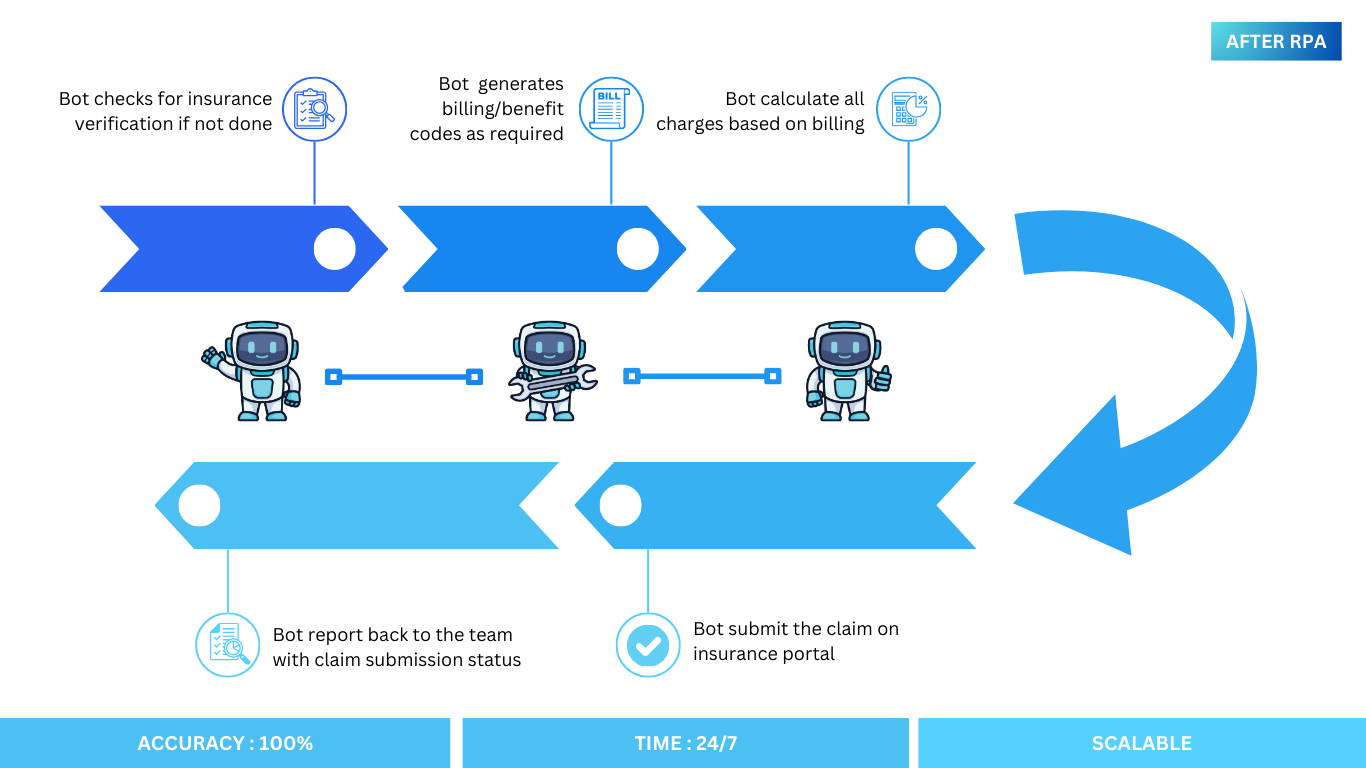 AFTER RPA
Bot checks for insurance
verification if not done
Bot generates
billing/benefit
codes as required
BILL
Bot calculate all
charges based on billing
%
Bot report back to the team
with claim submission status
Bot submit the claim on
insurance portal
ACCURACY : 100%
TIME : 24/7
SCALABLE